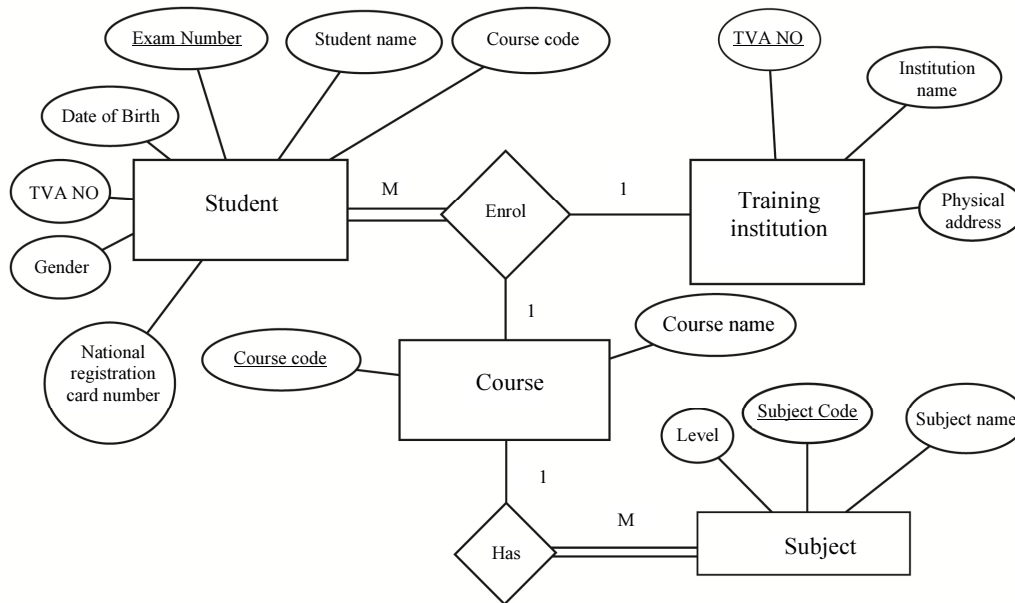 Exam Number
Student name
Course code
TVA NO
Institution
name
Date of Birth
TVA NO
Student
M
Enrol
1
Training
institution
Physical
address
Gender
1
National
registration
card number
Course code
Course name
Course
Level
Subject Code
Subject name
1
M
Has
Subject